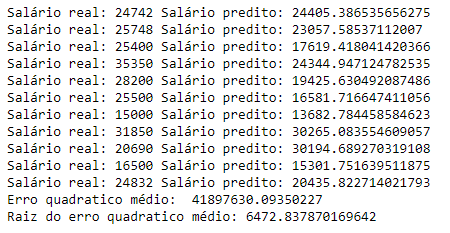 Salário real: 24742 Salário predito: 24405.386535656275
Salário real: 25748 Salário predito: 23057.58537112007
Salário real: 25400 Salário predito: 17619.418041420366
Salário real: 35350 Salário predito: 24344.947124782535
Salário real: 28200 Salário predito: 19425.630492087486
Salário real: 25500 Salário predito: 16581.716647411056
Salário real: 15000 Salário predito: 13682.784458584623
Salário real: 31850 Salário predito: 30265.083554609057
Salário real: 20690 Salário predito: 30194.689270319108
Salário real: 16500 Salário predito: 15301.751639511875
Salário real: 24832 Salário predito: 20435.822714021793
Erro quadratico médio:  41897630.09350227
Raiz do erro quadratico médio: 6472.837870169642